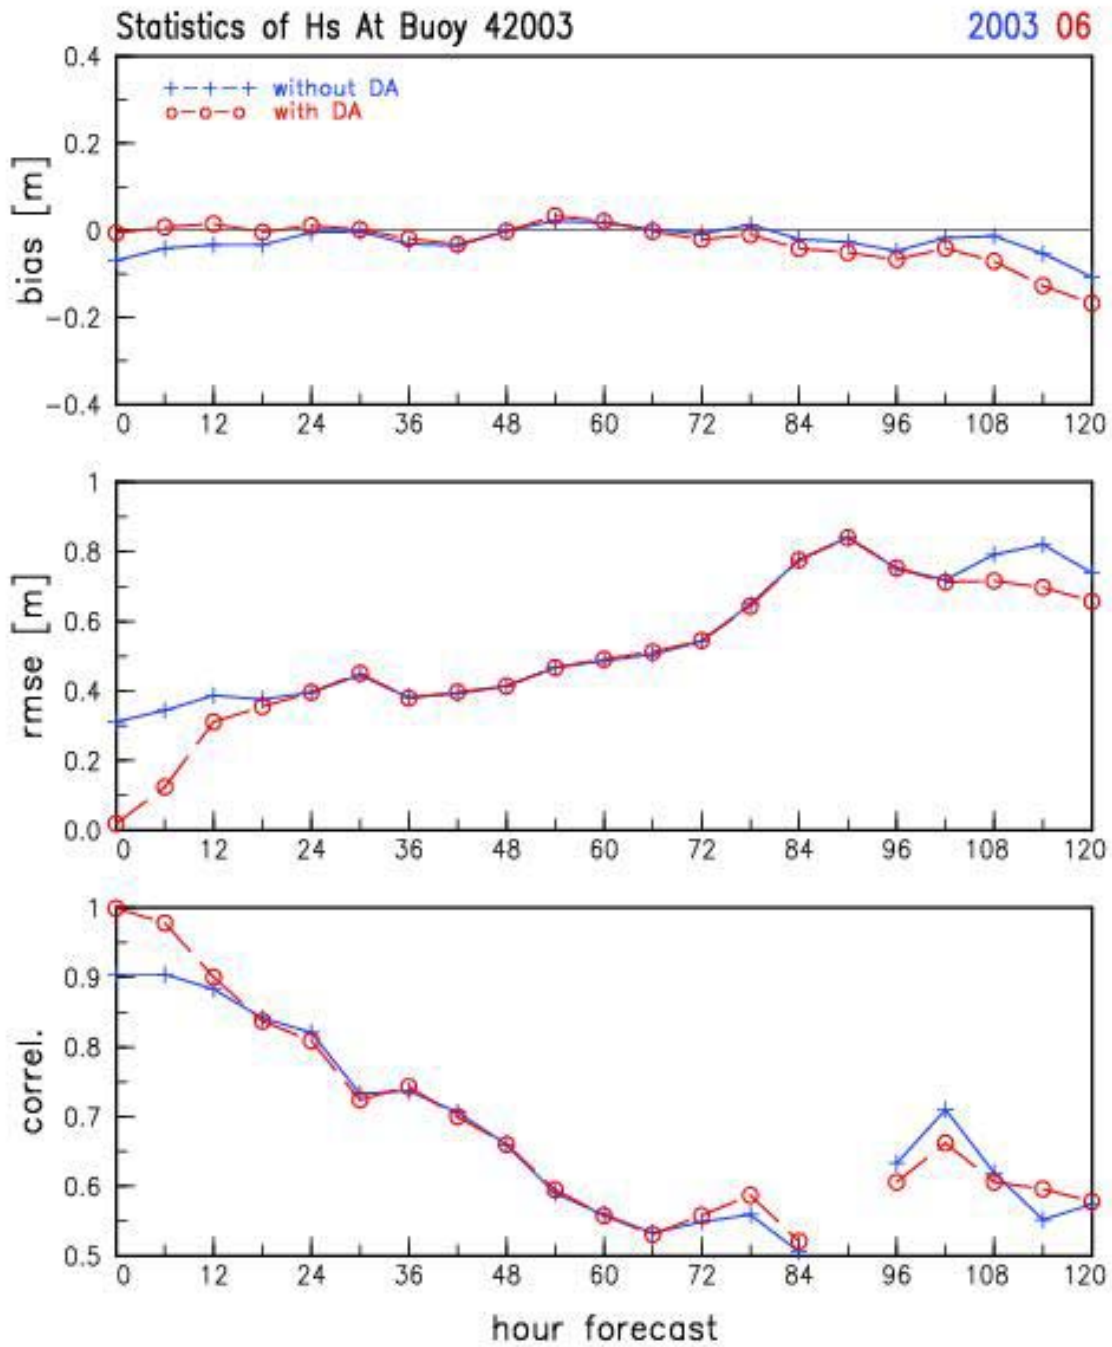 Statistics of Hs At Buoy 42003 2003 06
0.4
+--+--+ without DA
o--o--o with DA
0.2
0
-0.2
-0.4
bias [m]
0 12 24 36 48 60 72 84 96 108 120
1
0.8
0.6
0.4
0.2
0.0
rmse [m]
0 12 24 36 48 60 72 84 96 108 120
1
0.9
0.8
0.7
0.6
0.5
correl.
0 12 24 36 48 60 72 84 96 108 120
hour forecast